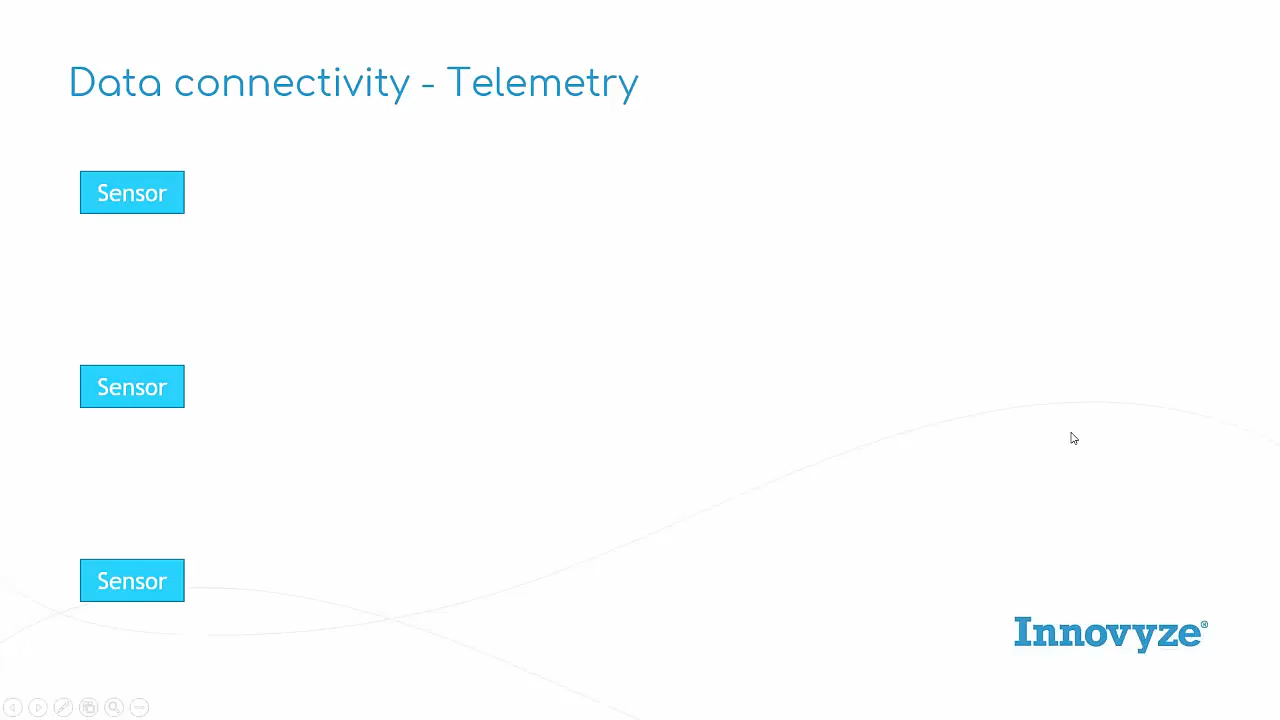 Data connectivity - Telemetry
Sensor
Sensor
Sensor
Innovyze®